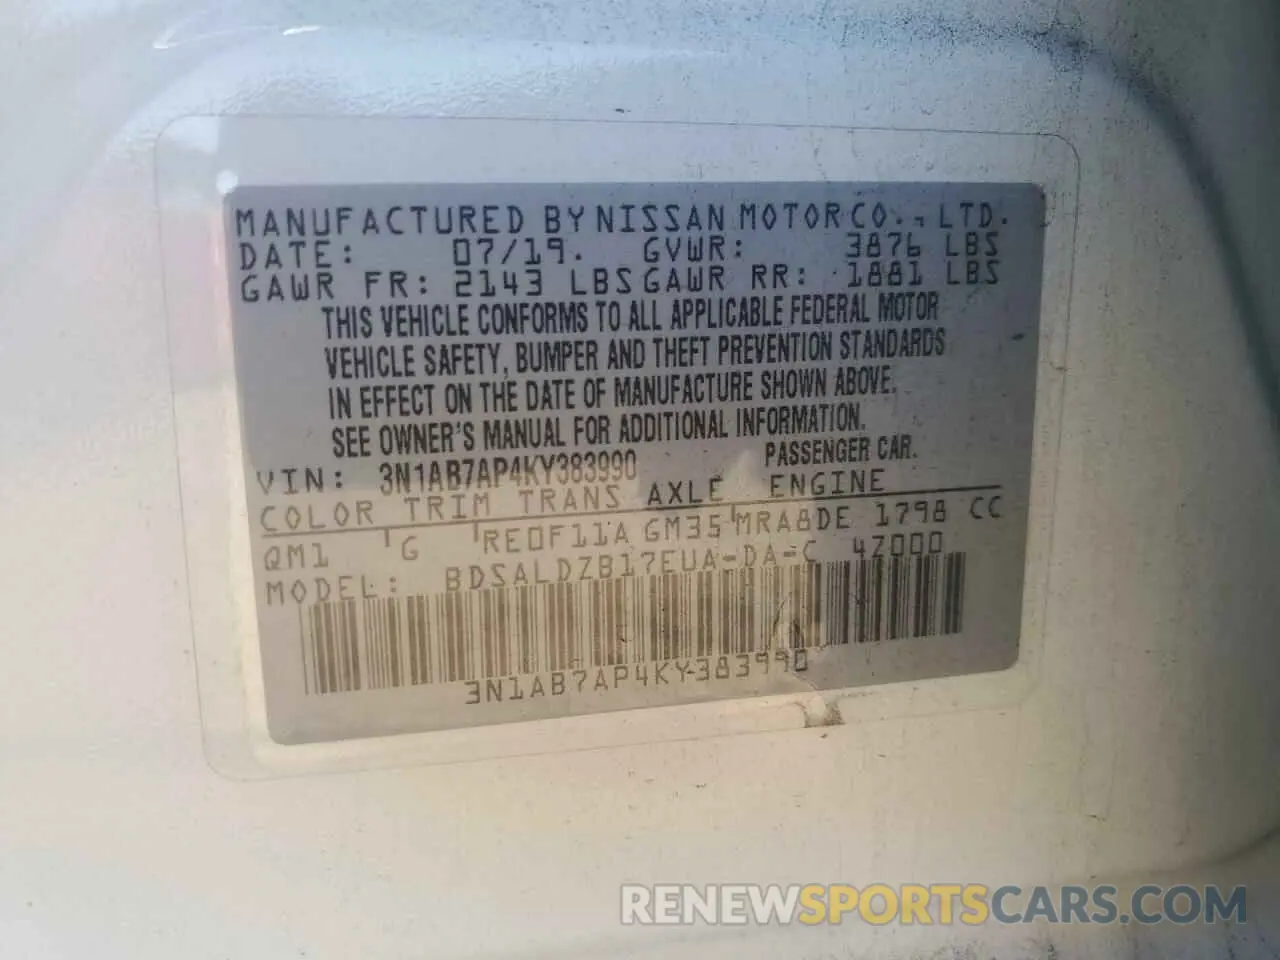 MANUFACTURED BY NISSAN MOTOR CO., LTD.
DATE: 07/19. GVWR: 3876 LBS
GAWR FR: 2143 LBS GAWR RR: 1881 LBS
THIS VEHICLE CONFORMS TO ALL APPLICABLE FEDERAL MOTOR
VEHICLE SAFETY, BUMPER AND THEFT PREVENTION STANDARDS
IN EFFECT ON THE DATE OF MANUFACTURE SHOWN ABOVE.
SEE OWNER'S MANUAL FOR ADDITIONAL INFORMATION.
VIN: 3N1AB7AP4KY383990 PASSENGER CAR.
COLOR TRIM TRANS AXLE ENGINE
QM1 G RE0F11A GM35 MRA8DE 1798 CC
MODEL: BDSALDZB17EUA-DA-C 4Z000
3N1AB7AP4KY383990
RENEWSPORTSCARS.COM